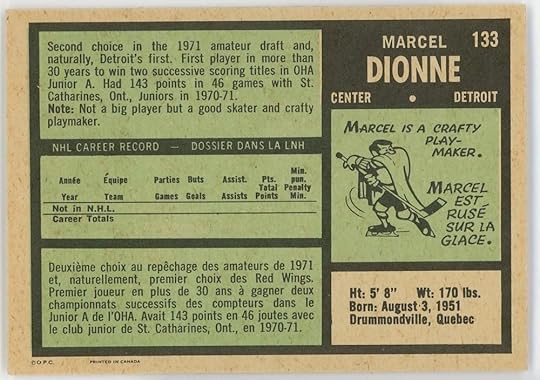 Second choice in the 1971 amateur draft and,
naturally, Detroit's first. First player in more than
30 years to win two successive scoring titles in OHA
Junior A. Had 143 points in 46 games with St.
Catharines, Ont., Juniors in 1970-71.
Note: Not a big player but a good skater and crafty
playmaker.
NHL CAREER RECORD — DOSSIER DANS LA LNH
Année Équipe Parties Buts Assist. Pts. Min. pun.
Year Team Games Goals Assists Total Points Penalty Min.
Not in N.H.L.
Career Totals
Deuxième choix au repêchage des amateurs de 1971
et, naturellement, premier choix des Red Wings.
Premier joueur en plus de 30 ans à gagner deux
championnats successifs des compteurs dans le
Junior A de l'OHA. Avait 143 points en 46 joutes avec
le club junior de St. Catharines, Ont., en 1970-71.
©O.P.C. PRINTED IN CANADA
MARCEL 133
DIONNE
CENTER • DETROIT
MARCEL IS A CRAFTY
PLAY-
MAKER.
MARCEL
EST
RUSÉ
SUR LA
GLACE.
Ht: 5' 8" Wt: 170 lbs.
Born: August 3, 1951
Drummondville, Quebec